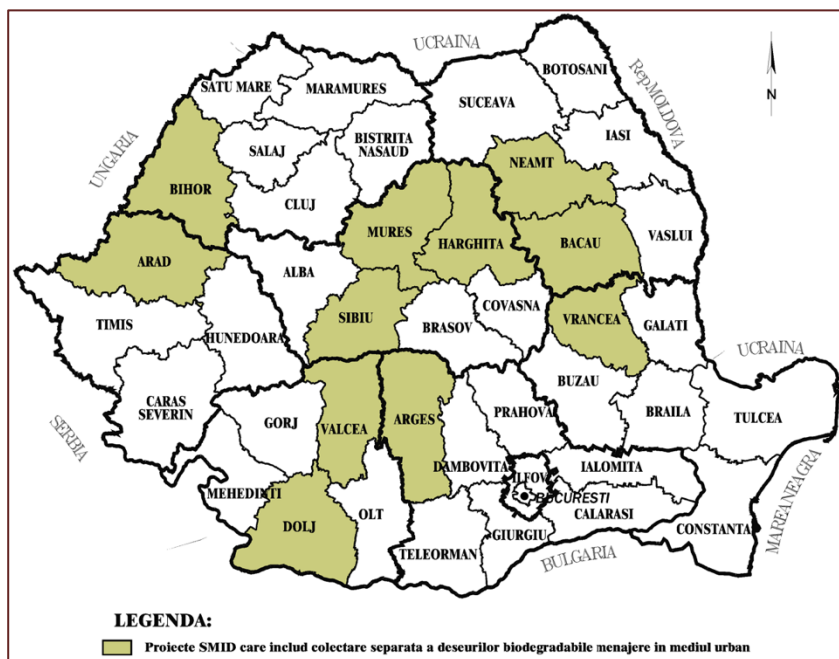 UCRAINA
BOTOSANI
SATU MARE
MARAMURES
SUCEAVA
Rep.MOLDOVA
N
UNGARIA
SALAJ
BISTRITA
NASAUD
IASI
NEAMT
BIHOR
CLUJ
MURES
HARGHITA
BACAU
VASLUI
ARAD
ALBA
TIMIS
HUNEDOARA
SIBIU
BRASOV
COVASNA
VRANCEA
GALATI
UCRAINA
CARAS
SEVERIN
GORJ
VALCEA
ARGES
PRAHOVA
BUZAU
BRAILA
TULCEA
SERBIA
MEHEDINTI
DOLJ
OLT
DAMBOVITA
ILFOV
BUCURESTI
IALOMITA
CALARASI
CONSTANTA
MAREANEAGRA
TELEORMAN
GIURGIU
BULGARIA
LEGENDA:
Proiecte SMID care includ colectare separata a deseurilor biodegradabile menajere in mediul urban